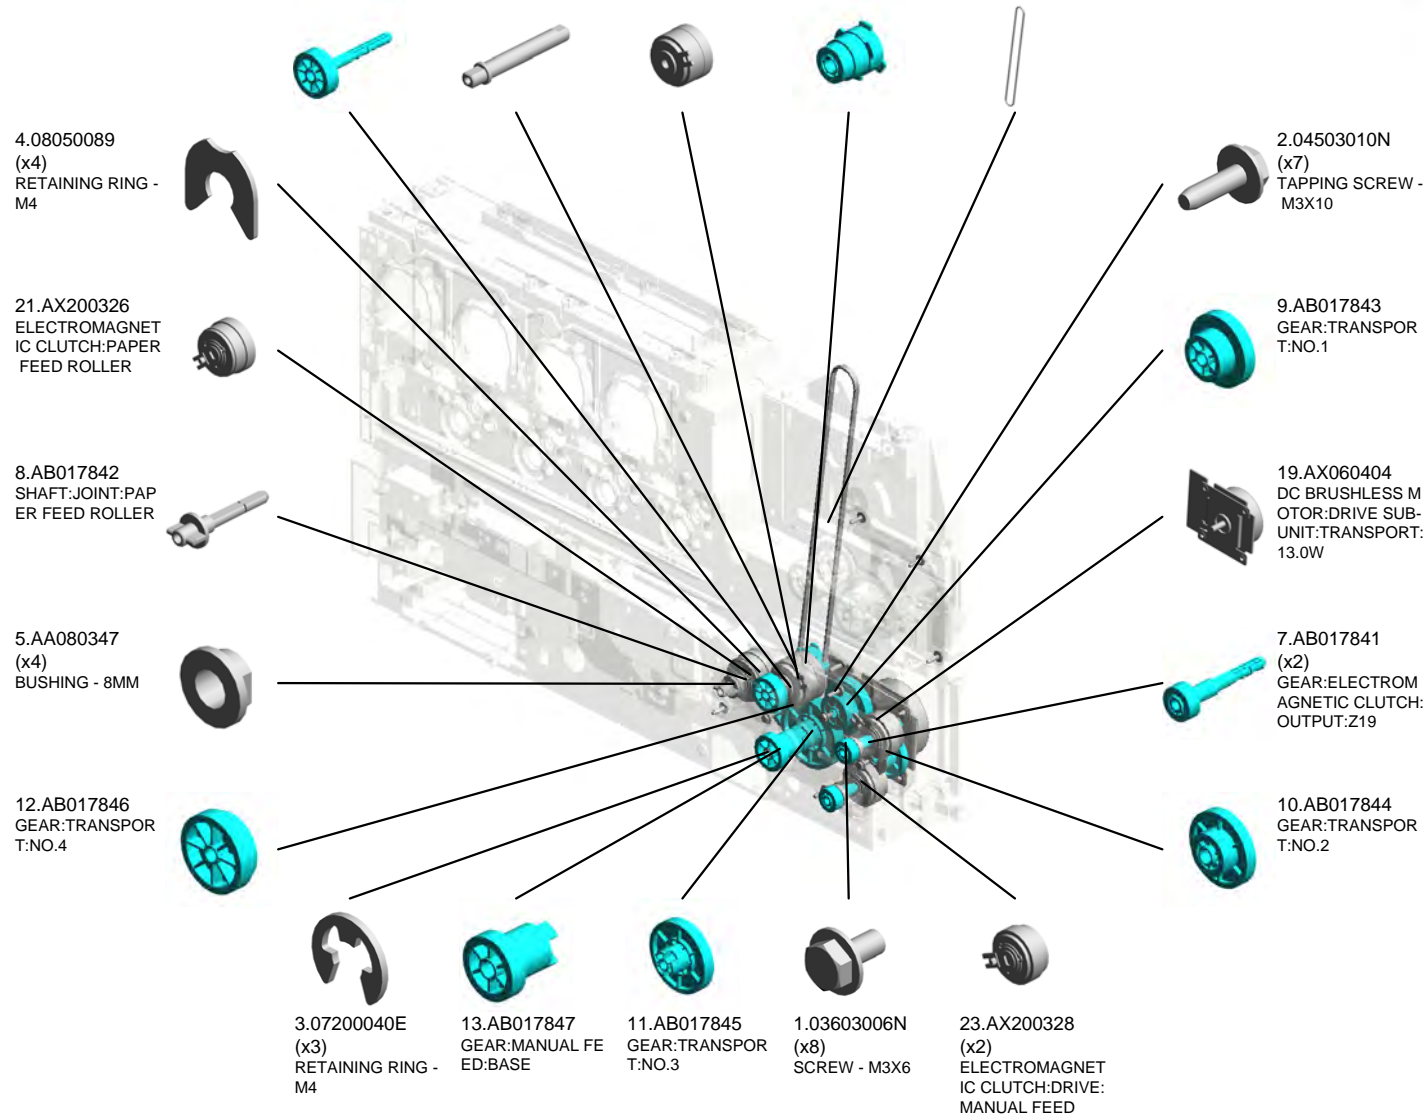 4.08050089
(x4)
RETAINING RING -
M4
21.AX200326
ELECTROMAGNET
IC CLUTCH:PAPER
FEED ROLLER
8.AB017842
SHAFT:JOINT:PAP
ER FEED ROLLER
5.AA080347
(x4)
BUSHING - 8MM
12.AB017846
GEAR:TRANSPOR
T:NO.4
2.04503010N
(x7)
TAPPING SCREW -
M3X10
9.AB017843
GEAR:TRANSPOR
T:NO.1
19.AX060404
DC BRUSHLESS M
OTOR:DRIVE SUB-
UNIT:TRANSPORT:
13.0W
7.AB017841
(x2)
GEAR:ELECTROM
AGNETIC CLUTCH:
OUTPUT:Z19
10.AB017844
GEAR:TRANSPOR
T:NO.2
3.07200040E
(x3)
RETAINING RING -
M4
13.AB017847
GEAR:MANUAL FE
ED:BASE
11.AB017845
GEAR:TRANSPOR
T:NO.3
1.03603006N
(x8)
SCREW - M3X6
23.AX200328
(x2)
ELECTROMAGNET
IC CLUTCH:DRIVE:
MANUAL FEED